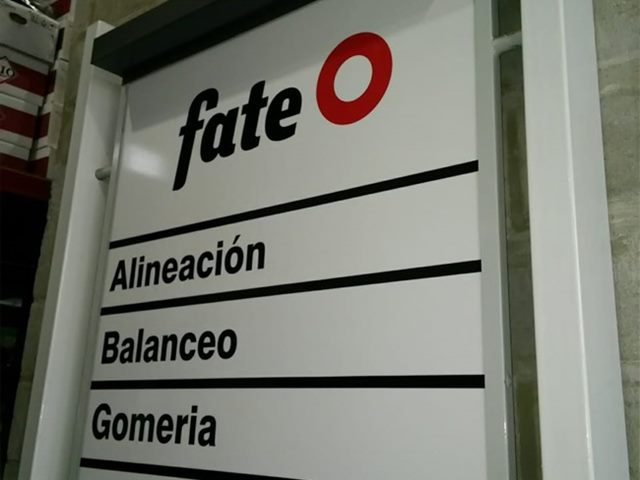 fate
Alineación
Balanceo
Gomeria